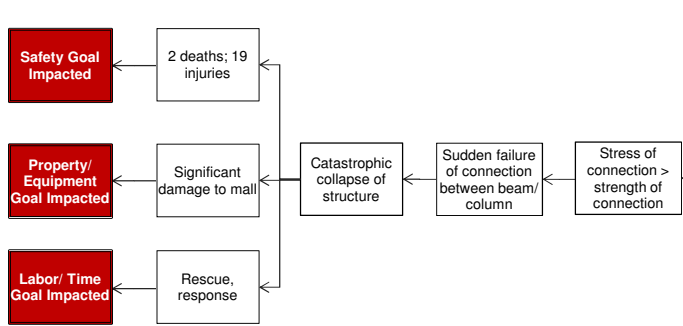 Safety Goal
Impacted
2 deaths; 19
injuries
Property/
Equipment
Goal Impacted
Significant
damage to mall
Catastrophic
collapse of
structure
Sudden failure
of connection
between beam/
column
Stress of
connection >
strength of
connection
Labor/ Time
Goal Impacted
Rescue,
response